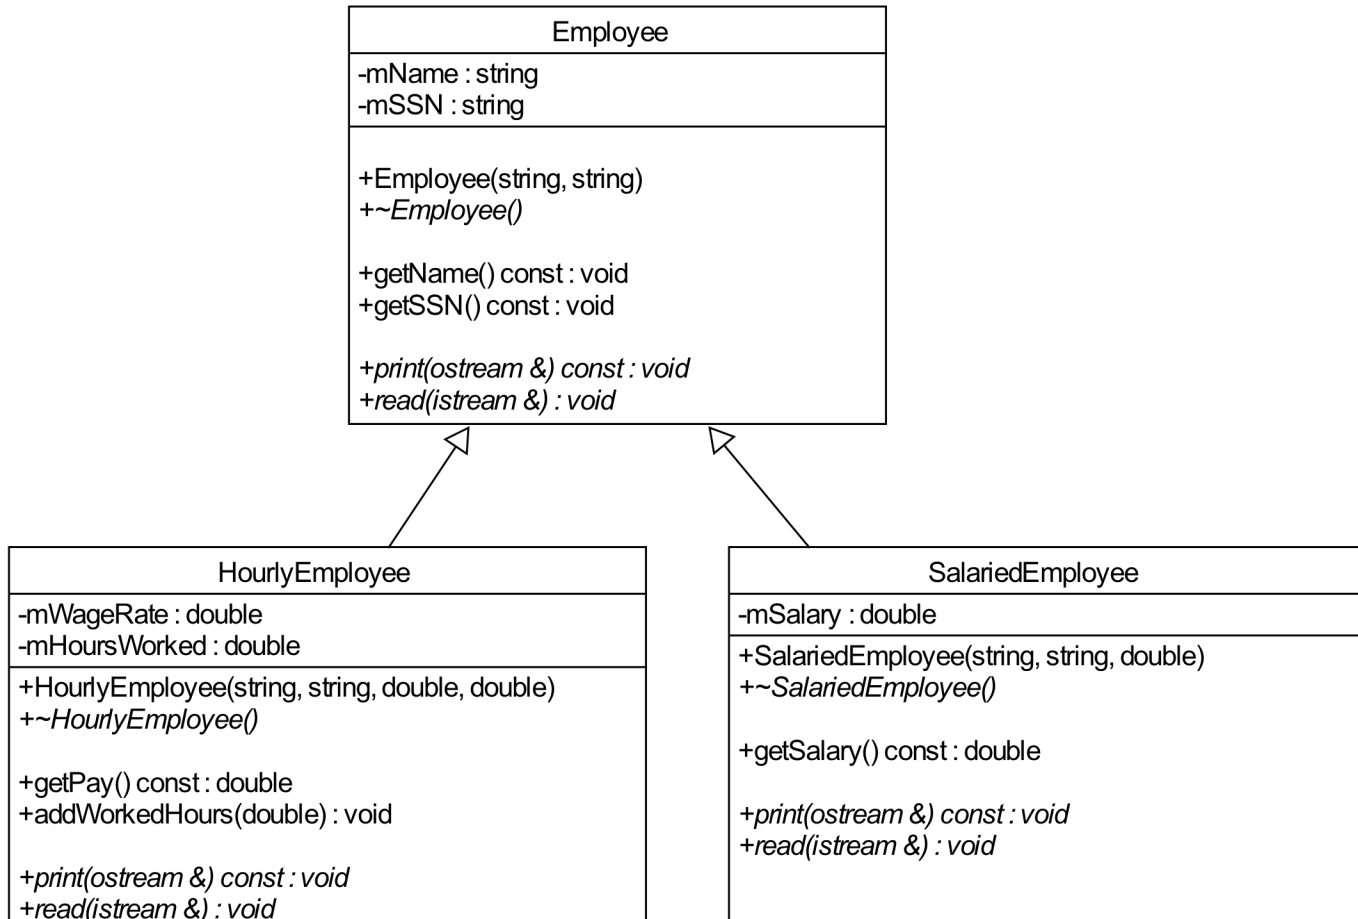 Employee
-mName : string
-mSSN : string
+Employee(string, string)
+~Employee()
+getName() const : void
+getSSN() const : void
+print(ostream &) const : void
+read(istream &) : void
HourlyEmployee
-mWageRate : double
-mHoursWorked : double
+HourlyEmployee(string, string, double, double)
+~HourlyEmployee()
+getPay() const : double
+addWorkedHours(double) : void
+print(ostream &) const : void
+read(istream &) : void
SalariedEmployee
-mSalary : double
+SalariedEmployee(string, string, double)
+~SalariedEmployee()
+getSalary() const : double
+print(ostream &) const : void
+read(istream &) : void